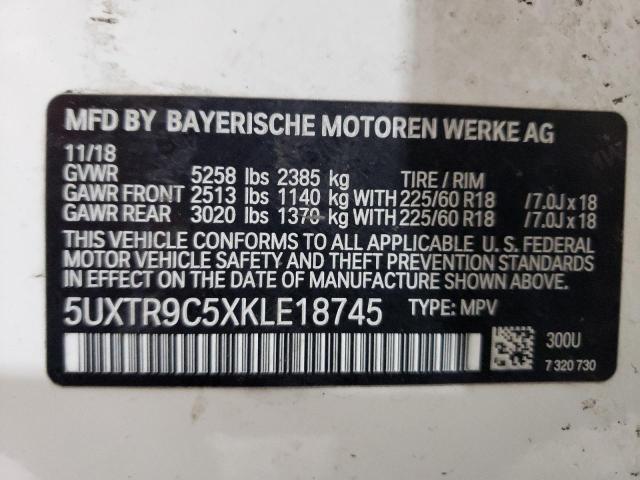 MFD BY BAYERISCHE MOTOREN WERKE AG
11/18
GVWR 5258 lbs 2385 kg TIRE / RIM
GAWR FRONT 2513 lbs 1140 kg WITH 225/60 R18 /7.0J x 18
GAWR REAR 3020 lbs 1370 kg WITH 225/60 R18 /7.0J x 18
THIS VEHICLE CONFORMS TO ALL APPLICABLE U. S. FEDERAL
MOTOR VEHICLE SAFETY AND THEFT PREVENTION STANDARDS
IN EFFECT ON THE DATE OF MANUFACTURE SHOWN ABOVE.
5UXTR9C5XKLE18745 TYPE: MPV
300U
7 320 730